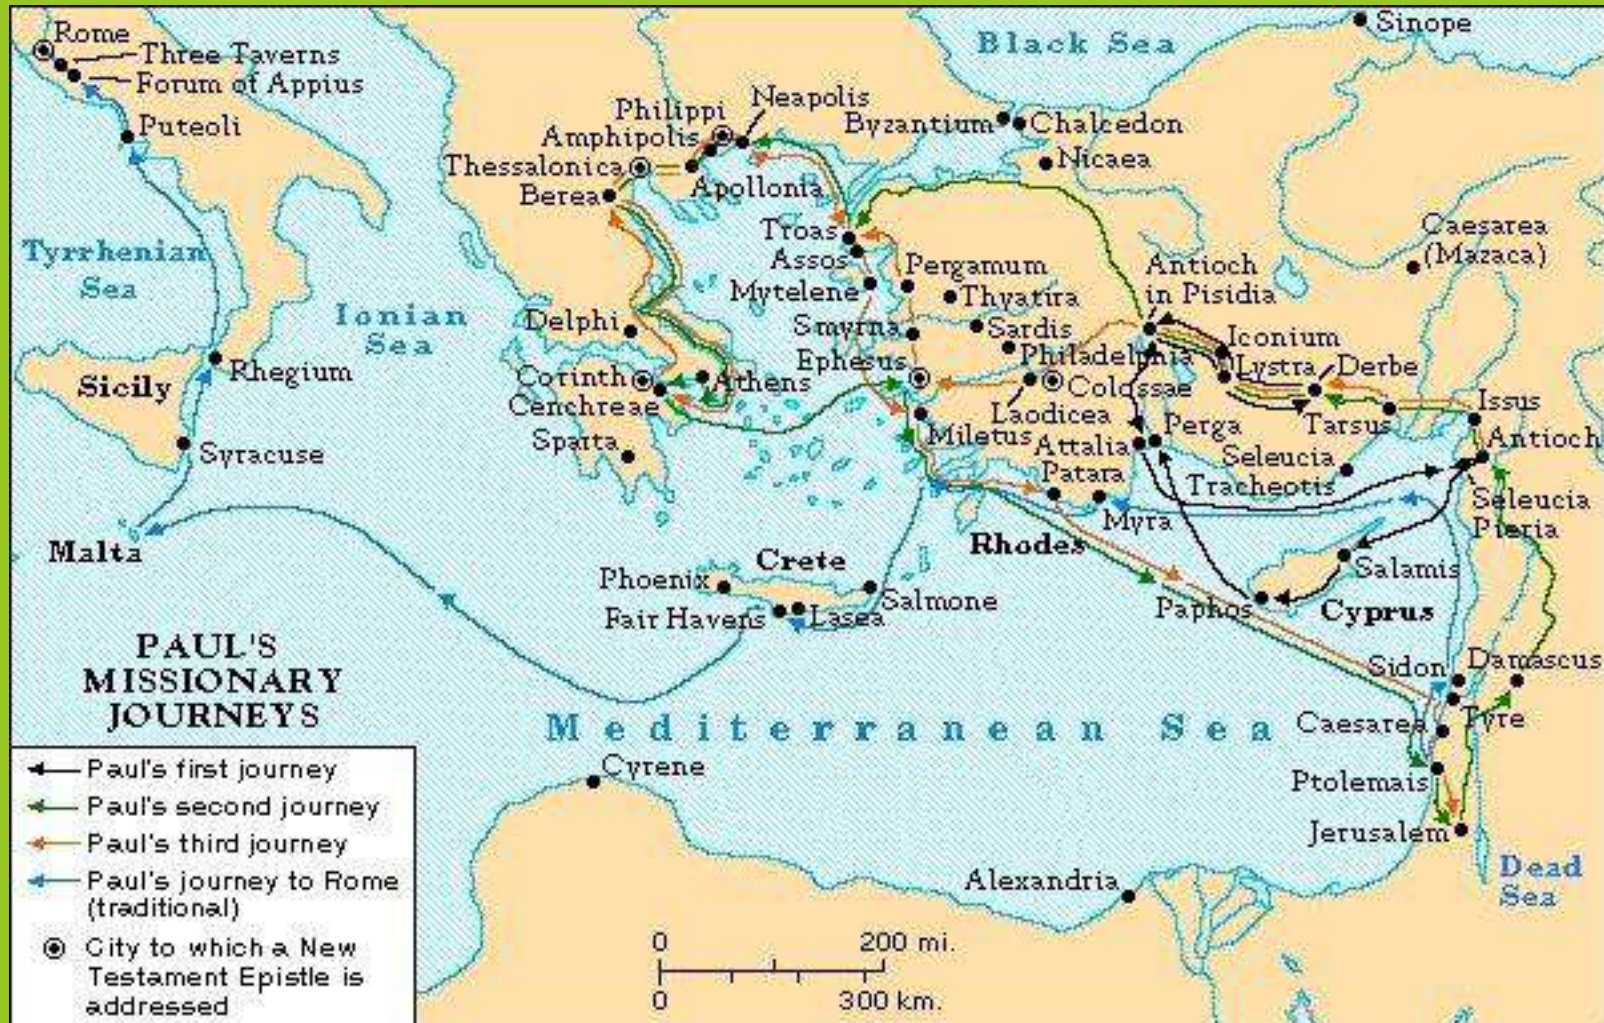 Rome
Three Taverns
Forum of Appius
Puteoli
Tyrrhenian
Sea
Ionian
Sea
Sicily
Rhegium
Syracuse
Malta
Black Sea
Sinope
Philippi
Neapolis
Amphipolis
Thessalonica
Berea
Apollonia
Byzantium
Chalcedon
Nicaea
Troas
Assos
Mytelene
Pergamum
Thyatira
Smyrna
Sardis
Ephesus
Philadelphia
Colossae
Laodicea
Miletus
Antioch
in Pisidia
Caesarea
(Mazaca)
Iconium
Lystra
Derbe
Tarsus
Issus
Antioch
Perga
Attalia
Patara
Myra
Seleucia
Tracheotis
Seleucia
Pieria
Delphi
Corinth
Athens
Cenchreae
Sparta
Rhodes
Crete
Phoenix
Fair Havens
Lasea
Salmone
Salamis
Paphos
Cyprus
Sidon
Damascus
Tyre
Caesarea
Ptolemais
Jerusalem
Dead
Sea
Mediterranean Sea
Cyrene
Alexandria
PAUL'S
MISSIONARY
JOURNEYS
Paul's first journey
Paul's second journey
Paul's third journey
Paul's journey to Rome
(traditional)
City to which a New
Testament Epistle is
addressed
0 200 mi.
0 300 km.